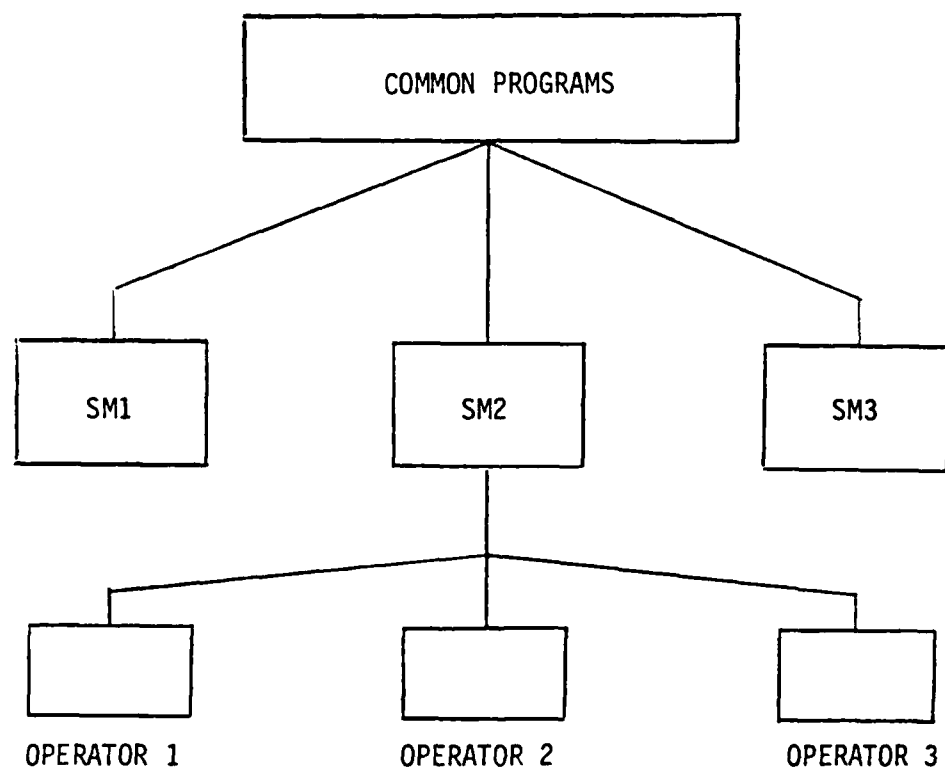 COMMON PROGRAMS
SM1
SM2
SM3
OPERATOR 1
OPERATOR 2
OPERATOR 3